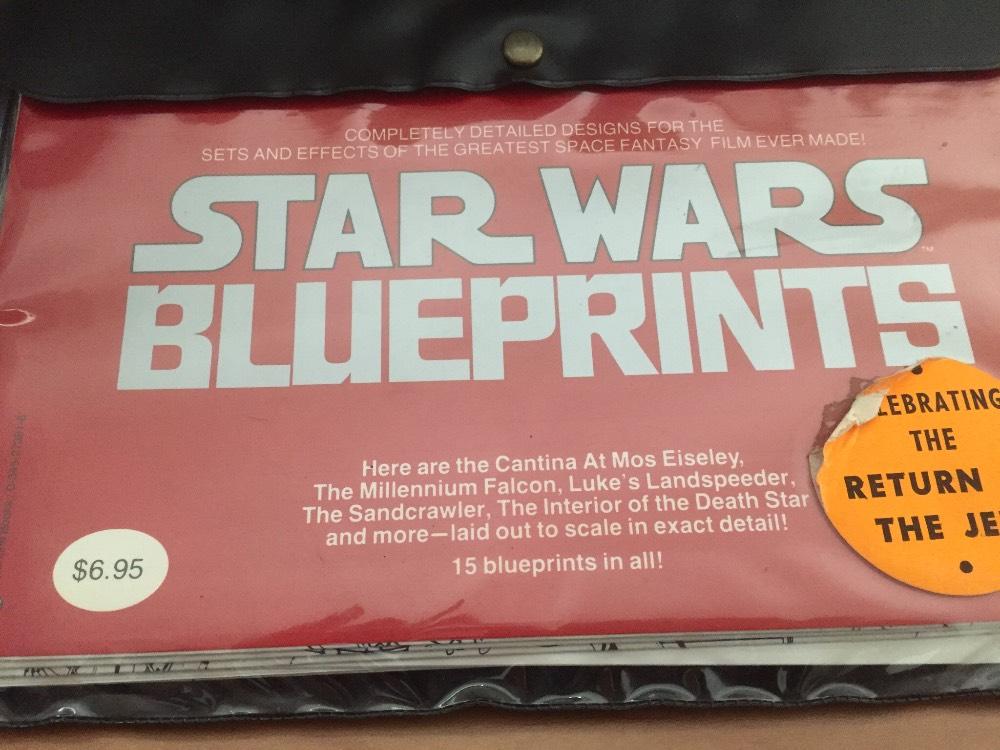 COMPLETELY DETAILED DESIGNS FOR THE
SETS AND EFFECTS OF THE GREATEST SPACE FANTASY FILM EVER MADE!
STAR WARS
™
BLUEPRINTS
Here are the Cantina At Mos Eiseley,
The Millennium Falcon, Luke's Landspeeder,
The Sandcrawler, The Interior of the Death Star
and more—laid out to scale in exact detail!
15 blueprints in all!
$6.95
LEBRATING
THE
RETURN
THE JE